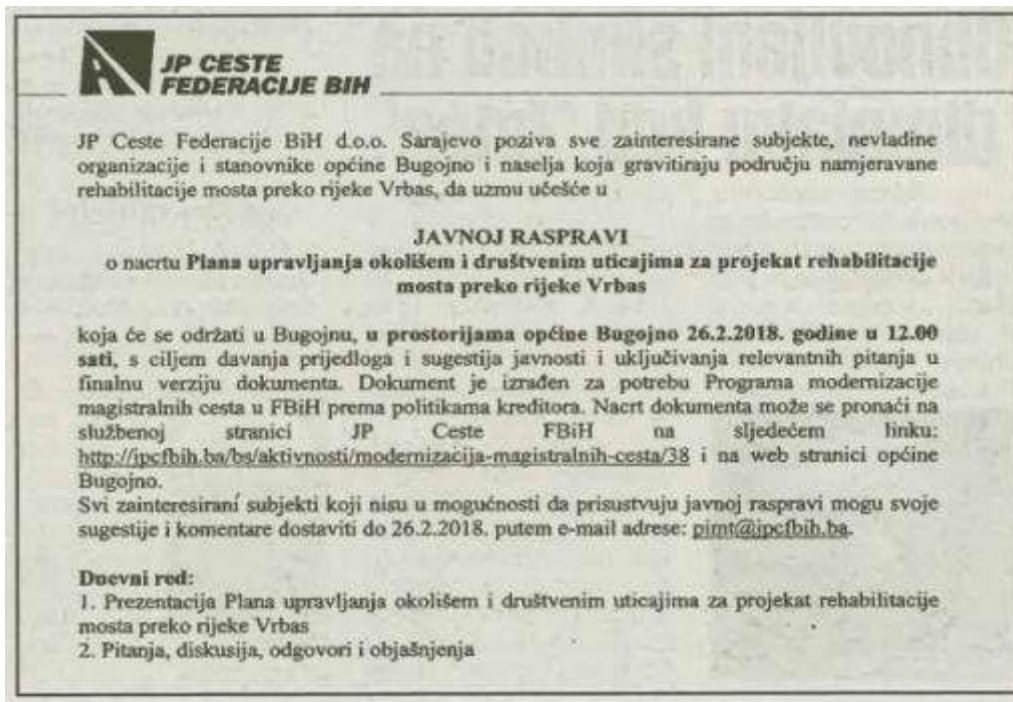 JP CESTE
FEDERACIJE BIH
JP Ceste Federacije BiH d.o.o. Sarajevo poziva sve zainteresirane subjekte, nevladine
organizacije i stanovnike općine Bugojno i naselja koja gravitiraju području namjeravane
rehabilitacije mosta preko rijeke Vrbas, da uzmu učešće u
JAVNOJ RASPRAVI
o nacrtu Plana upravljanja okolišem i društvenim uticajima za projekat rehabilitacije
mosta preko rijeke Vrbas
koja će se održati u Bugojnu, u prostorijama općine Bugojno 26.2.2018. godine u 12.00
sati, s ciljem davanja prijedloga i sugestija javnosti i uključivanja relevantnih pitanja u
finalnu verziju dokumenta. Dokument je izrađen za potrebu Programa modernizacije
magistralnih cesta u FBiH prema politikama kreditora. Nacrt dokumenta može se pronaći na
službenoj stranici JP Ceste FBiH na sljedećem linku:
http://jpcfbih.ba/bs/aktivnosti/modernizacija-magistralnih-cesta/38 i na web stranici općine
Bugojno.
Svi zainteresirani subjekti koji nisu u mogućnosti da prisustvuju javnoj raspravi mogu svoje
sugestije i komentare dostaviti do 26.2.2018. putem e-mail adrese: pimt@jpcfbih.ba.
Dnevni red:
1. Prezentacija Plana upravljanja okolišem i društvenim uticajima za projekat rehabilitacije
mosta preko rijeke Vrbas
2. Pitanja, diskusija, odgovori i objašnjenja